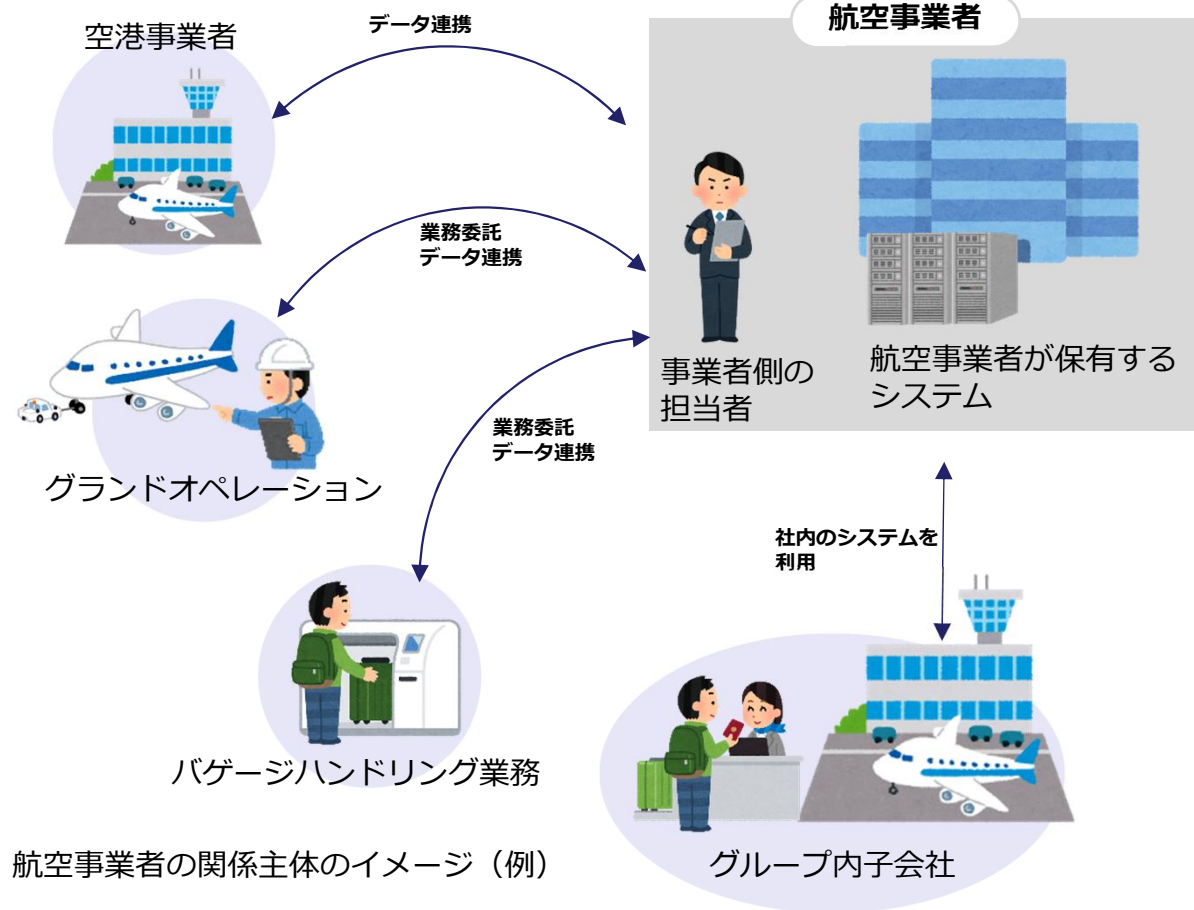 航空事業者
データ連携
空港事業者
業務委託
データ連携
事業者側の
担当者
航空事業者が保有する
システム
グランドオペレーション
業務委託
データ連携
社内のシステムを
利用
バゲージハンドリング業務
グループ内子会社
航空事業者の関係主体のイメージ（例）